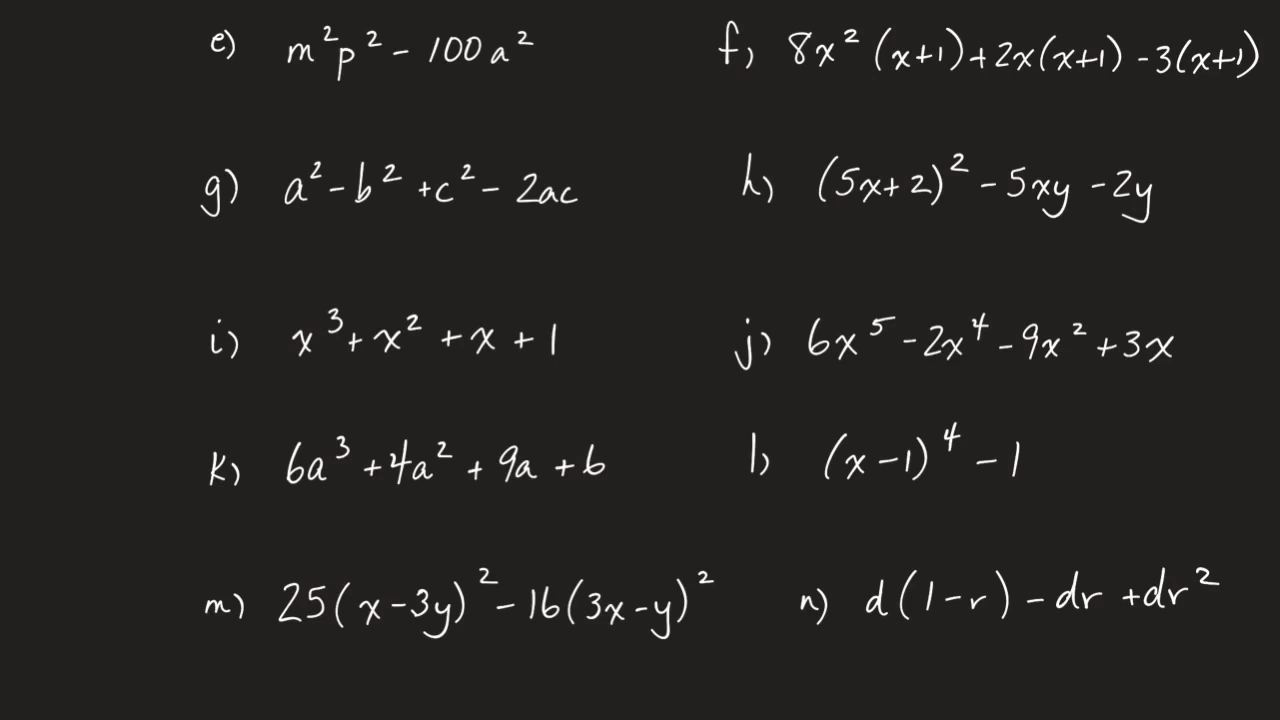 e) m²p² - 100a² f) 8x²(x+1)+2x(x+1) -3(x+1)
g) a² - b² + c² - 2ac h) (5x+2)² - 5xy - 2y
i) x³ + x² + x + 1 j) 6x⁵ - 2x⁴ - 9x² + 3x
k) 6a³ + 4a² + 9a + 6 l) (x-1)⁴ - 1
m) 25(x-3y)² - 16(3x-y)² n) d(1-r) - dr + dr²